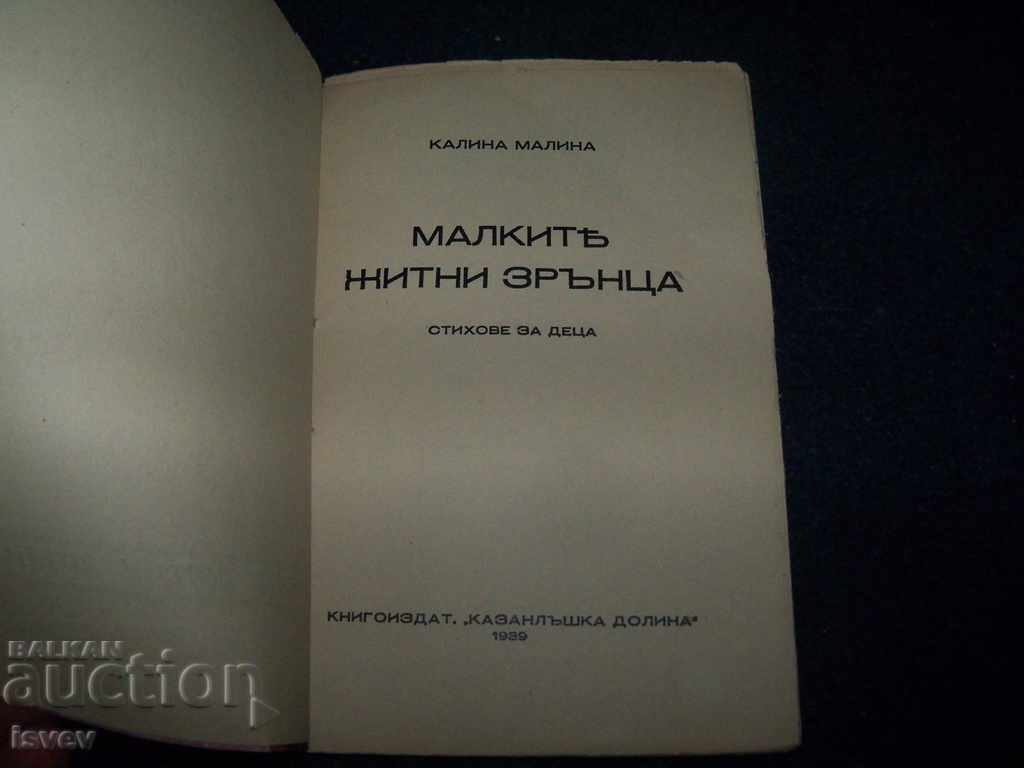 КАЛИНА МАЛИНА
МАЛКИТѢ
ЖИТНИ ЗРЪНЦА
СТИХОВЕ ЗА ДЕЦА
КНИГОИЗДАТ. „КАЗАНЛЪШКА ДОЛИНА“
1939
BALKAN
auction
isvev